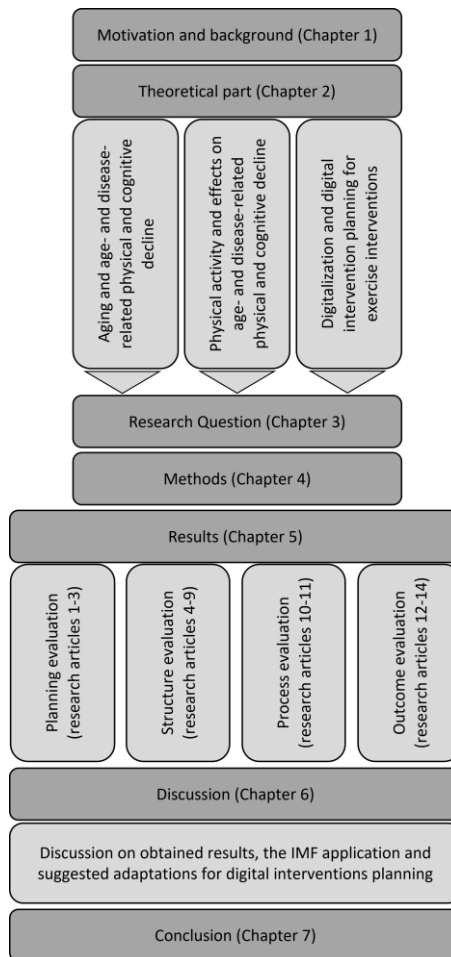 Motivation and background (Chapter 1)
Theoretical part (Chapter 2)
Aging and age- and disease-
related physical and cognitive
decline
Physical activity and effects on
age- and disease-related
physical and cognitive decline
Digitalization and digital
intervention planning for
exercise interventions
Research Question (Chapter 3)
Methods (Chapter 4)
Results (Chapter 5)
Planning evaluation
(research articles 1-3)
Structure evaluation
(research articles 4-9)
Process evaluation
(research articles 10-11)
Outcome evaluation
(research articles 12-14)
Discussion (Chapter 6)
Discussion on obtained results, the IMF application and
suggested adaptations for digital interventions planning
Conclusion (Chapter 7)